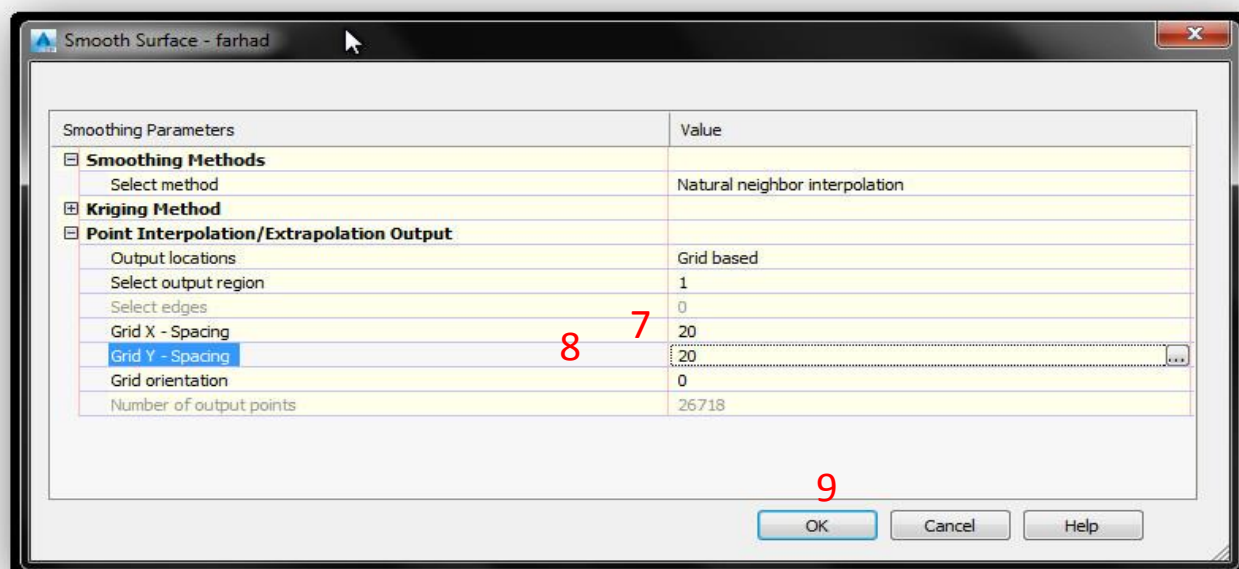 Smooth Surface - farhad
Smoothing Parameters Value
Smoothing Methods
Select method Natural neighbor interpolation
Kriging Method
Point Interpolation/Extrapolation Output
Output locations Grid based
Select output region 1
Select edges 0
Grid X - Spacing 7 20
Grid Y - Spacing 8 20 ...
Grid orientation 0
Number of output points 26718
9
OK Cancel Help